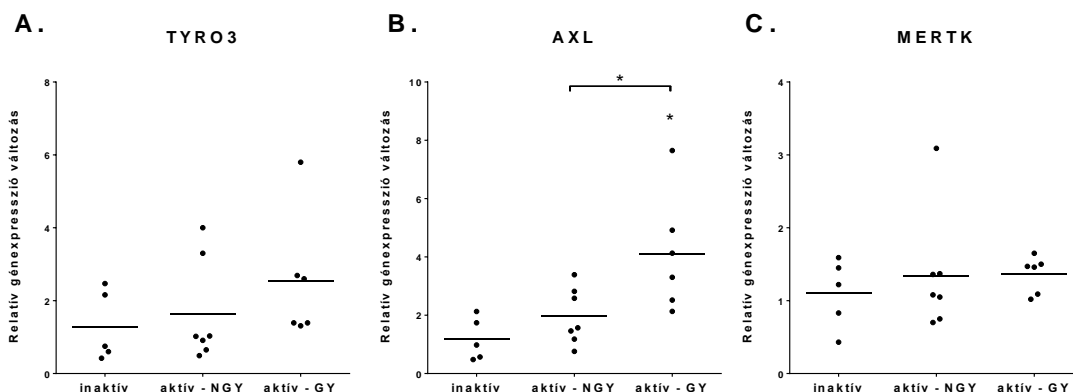 A.
TYRO3
Relatív génexpresszió változás
8
6
4
2
0
inaktív
aktív - NGY
aktív - GY
B.
AXL
Relatív génexpresszió változás
10
8
6
4
2
0
*
*
inaktív
aktív - NGY
aktív - GY
C.
MERTK
Relatív génexpresszió változás
4
3
2
1
0
inaktív
aktív - NGY
aktív - GY